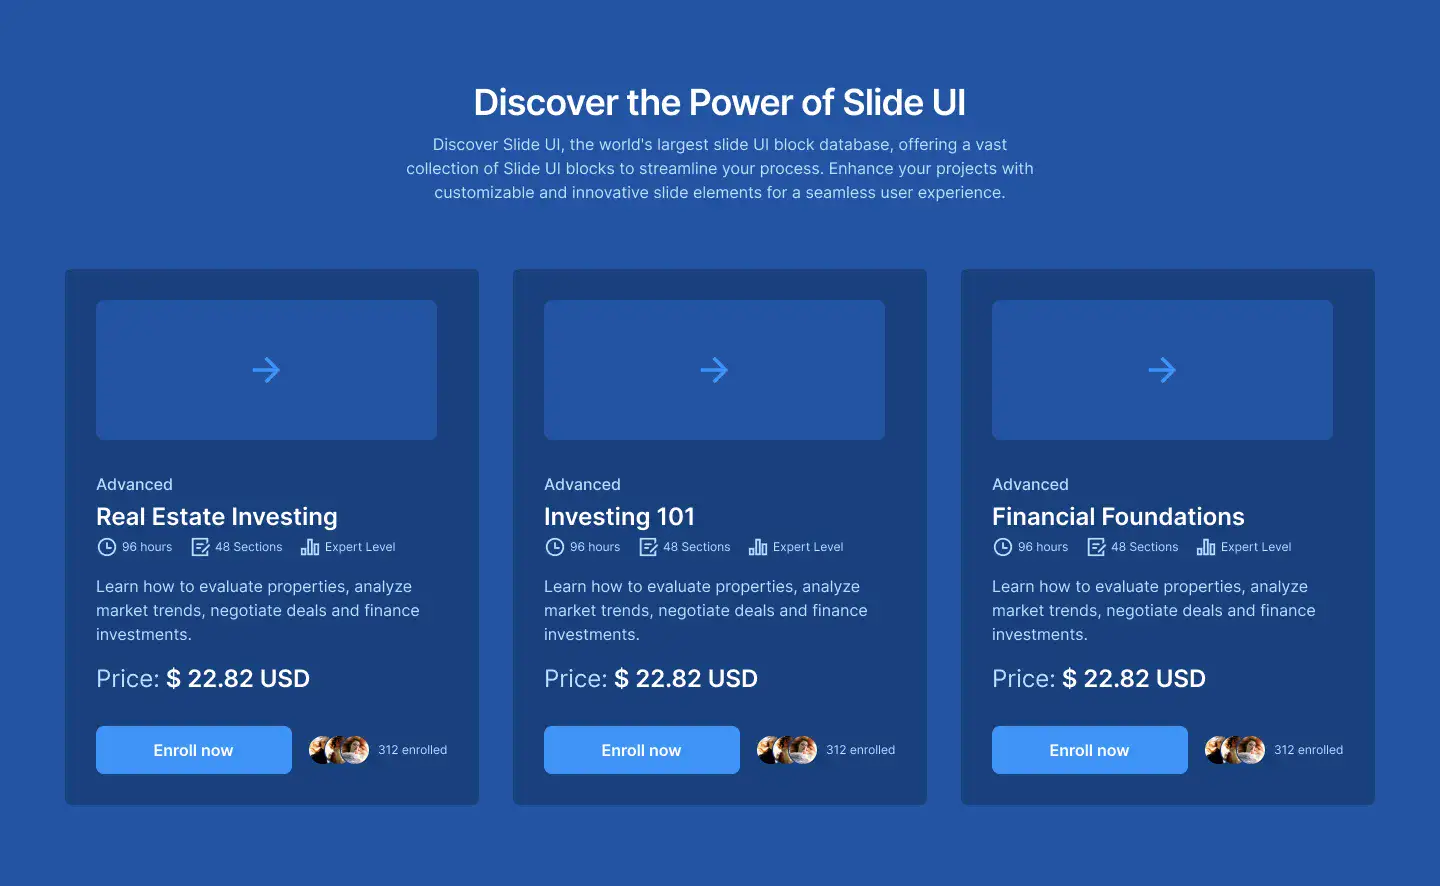 Discover the Power of Slide UI
Discover Slide UI, the world's largest slide UI block database, offering a vast
collection of Slide UI blocks to streamline your process. Enhance your projects with
customizable and innovative slide elements for a seamless user experience.
Advanced
Real Estate Investing
96 hours 48 Sections Expert Level
Learn how to evaluate properties, analyze
market trends, negotiate deals and finance
investments.
Price: $ 22.82 USD
Enroll now 312 enrolled
Advanced
Investing 101
96 hours 48 Sections Expert Level
Learn how to evaluate properties, analyze
market trends, negotiate deals and finance
investments.
Price: $ 22.82 USD
Enroll now 312 enrolled
Advanced
Financial Foundations
96 hours 48 Sections Expert Level
Learn how to evaluate properties, analyze
market trends, negotiate deals and finance
investments.
Price: $ 22.82 USD
Enroll now 312 enrolled